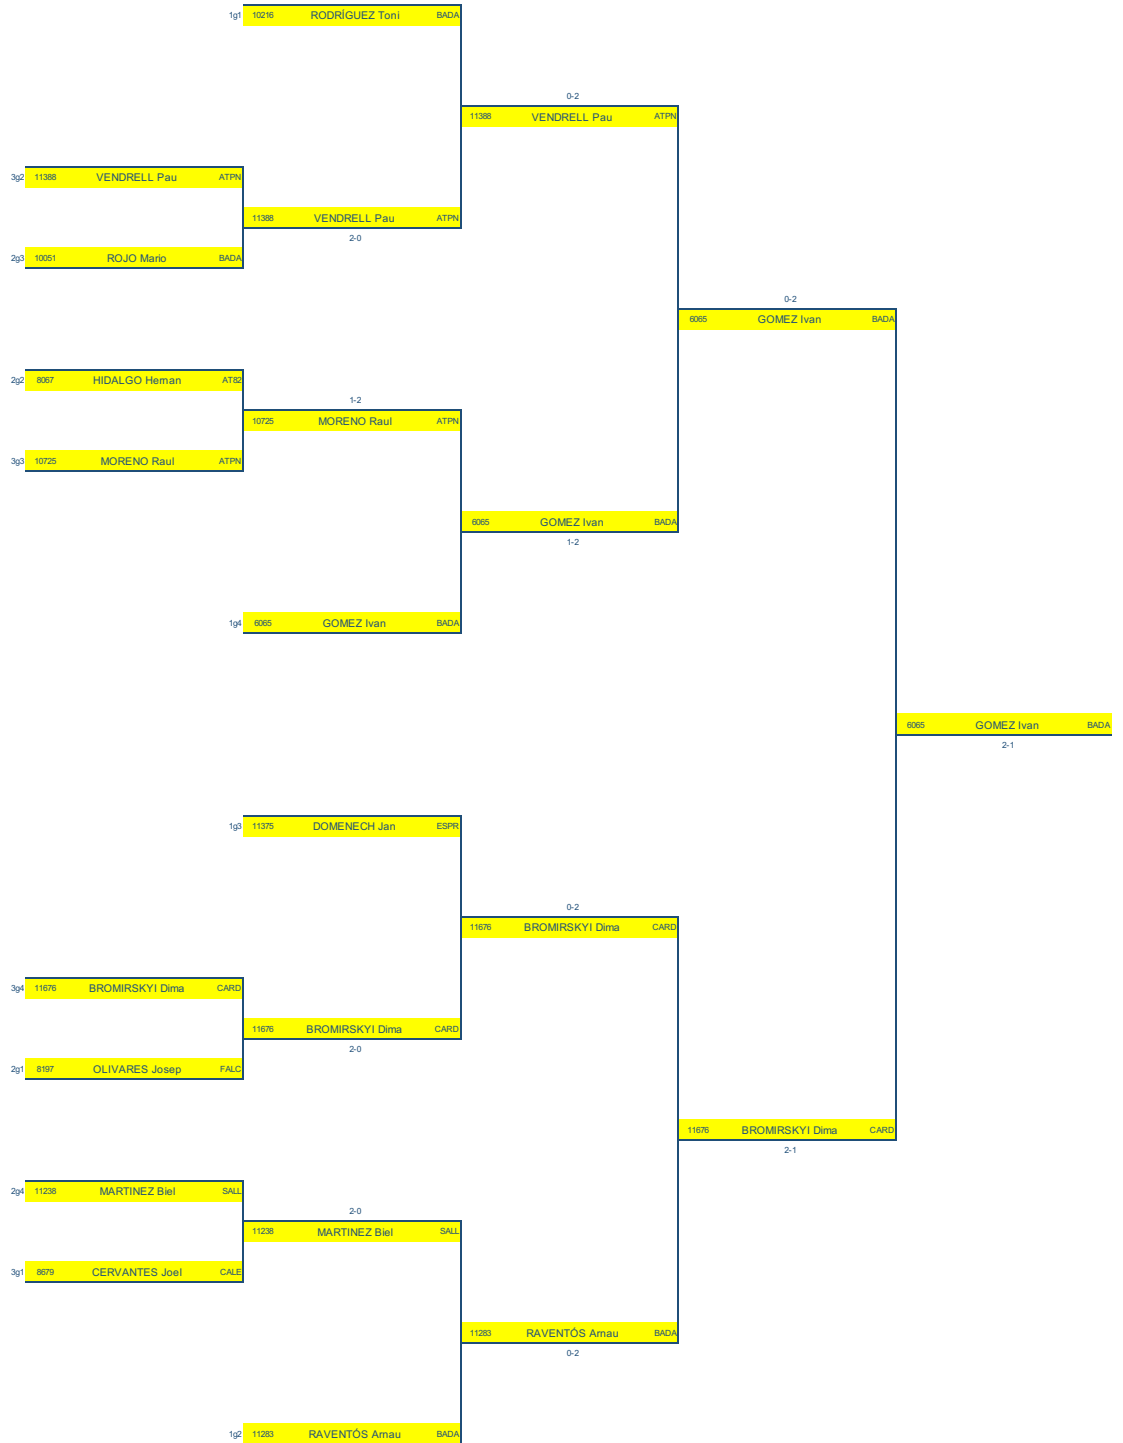 1g1 10216 RODRÍGUEZ Toni BADA
0-2
11388 VENDRELL Pau ATPN
3g2 11388 VENDRELL Pau ATPN
11388 VENDRELL Pau ATPN
2-0
2g3 10051 ROJO Mario BADA
0-2
6065 GOMEZ Ivan BADA
2g2 8067 HIDALGO Hernan AT82
1-2
10725 MORENO Raul ATPN
3g3 10725 MORENO Raul ATPN
6065 GOMEZ Ivan BADA
1-2
1g4 6065 GOMEZ Ivan BADA
6065 GOMEZ Ivan BADA
2-1
1g3 11375 DOMENECH Jan ESPR
0-2
11676 BROMIRSKYI Dima CARD
3g4 11676 BROMIRSKYI Dima CARD
11676 BROMIRSKYI Dima CARD
2-0
2g1 8197 OLIVARES Josep FALC
11676 BROMIRSKYI Dima CARD
2-1
2g4 11238 MARTINEZ Biel SALL
2-0
11238 MARTINEZ Biel SALL
3g1 8679 CERVANTES Joel CALE
11283 RAVENTÓS Arnau BADA
0-2
1g2 11283 RAVENTÓS Arnau BADA